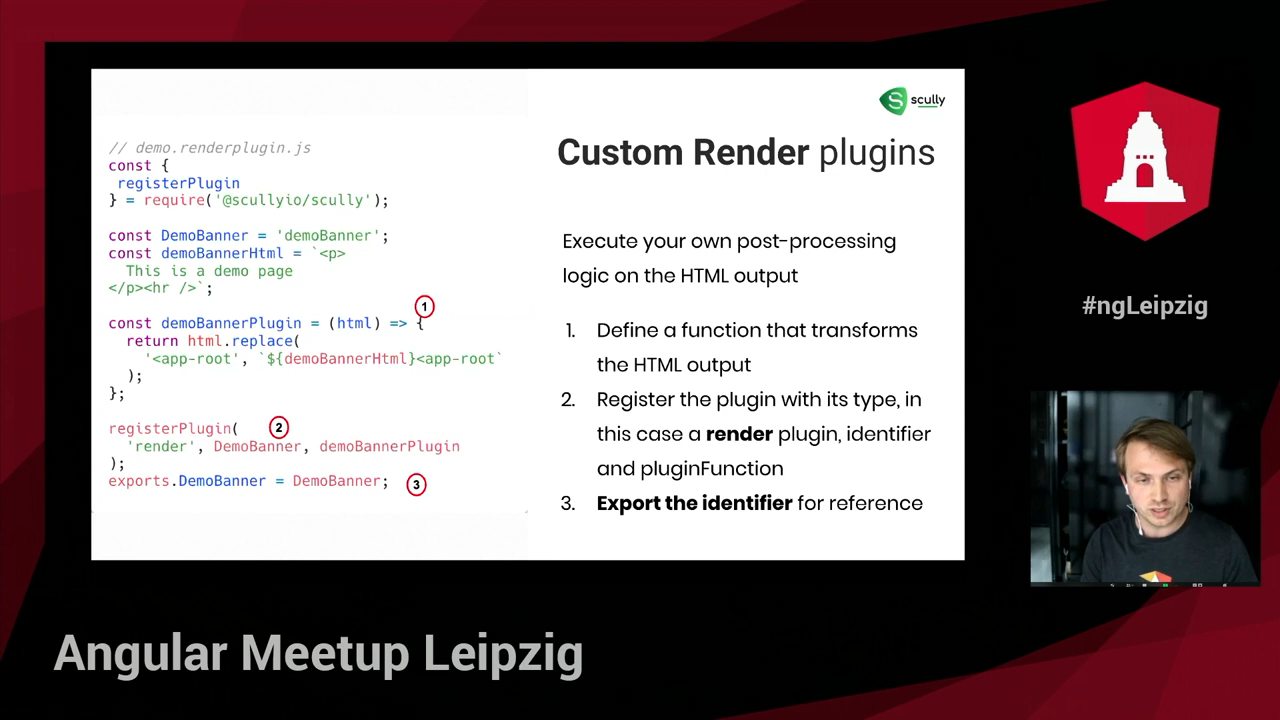 // demo.renderplugin.js
const {
 registerPlugin
} = require('@scullyio/scully');
const DemoBanner = 'demoBanner';
const demoBannerHtml = `<p>
  This is a demo page
</p><hr />`;
1
const demoBannerPlugin = (html) => {
  return html.replace(
    '<app-root', `${demoBannerHtml}<app-root`
  );
};
registerPlugin( 2
  'render', DemoBanner, demoBannerPlugin
);
exports.DemoBanner = DemoBanner; 3
S scully
Custom Render plugins
Execute your own post-processing
logic on the HTML output
1. Define a function that transforms
the HTML output
2. Register the plugin with its type, in
this case a render plugin, identifier
and pluginFunction
3. Export the identifier for reference
#ngLeipzig
Angular Meetup Leipzig